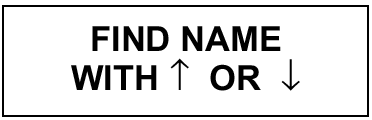 FIND NAME
WITH ↑ OR ↓